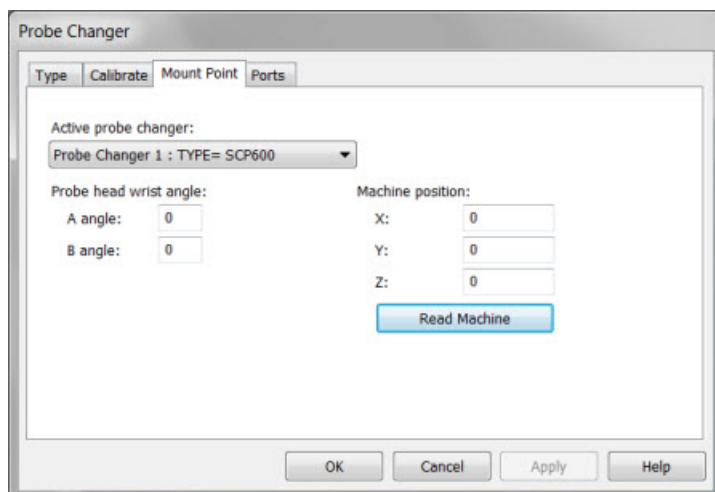 Probe Changer
Type Calibrate Mount Point Ports
Active probe changer:
Probe Changer 1 : TYPE= SCP600
Probe head wrist angle: Machine position:
A angle: 0 X: 0
B angle: 0 Y: 0
Z: 0
Read Machine
OK Cancel Apply Help